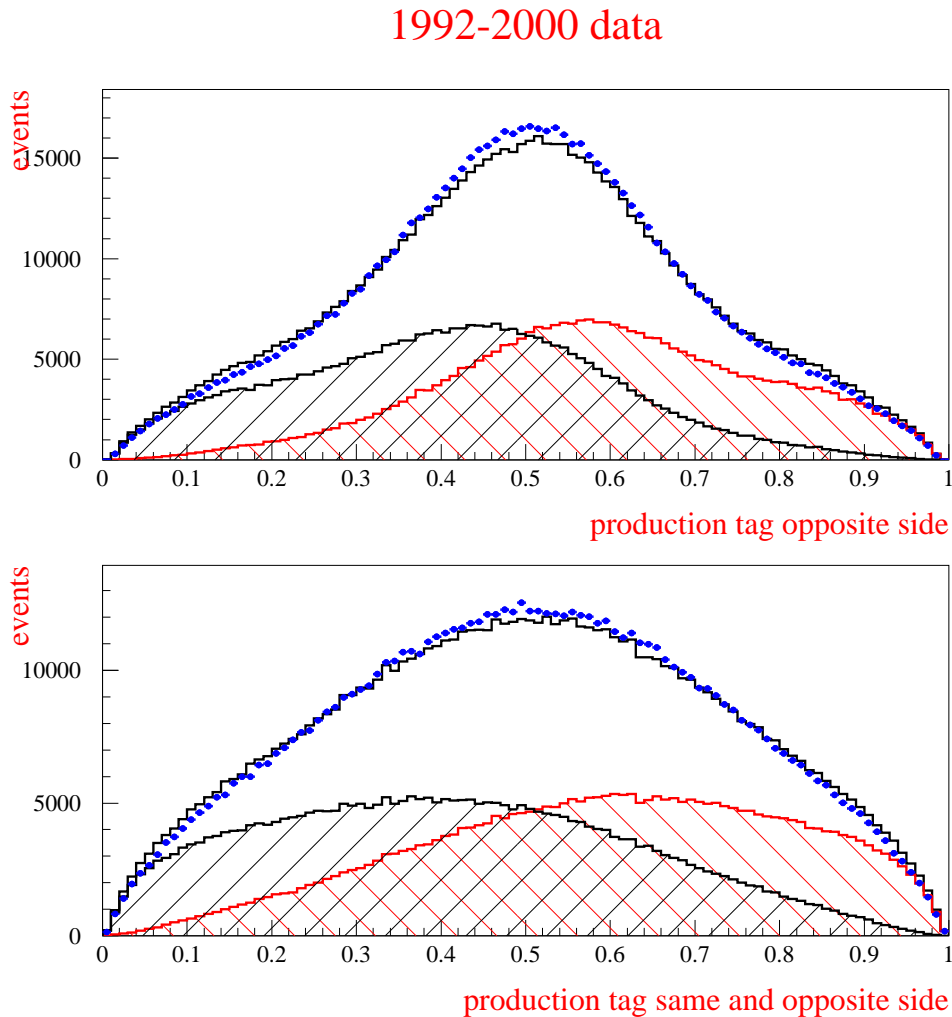 1992-2000 data
events
15000
10000
5000
0
0 0.1 0.2 0.3 0.4 0.5 0.6 0.7 0.8 0.9 1
production tag opposite side
events
10000
5000
0
0 0.1 0.2 0.3 0.4 0.5 0.6 0.7 0.8 0.9 1
production tag same and opposite side